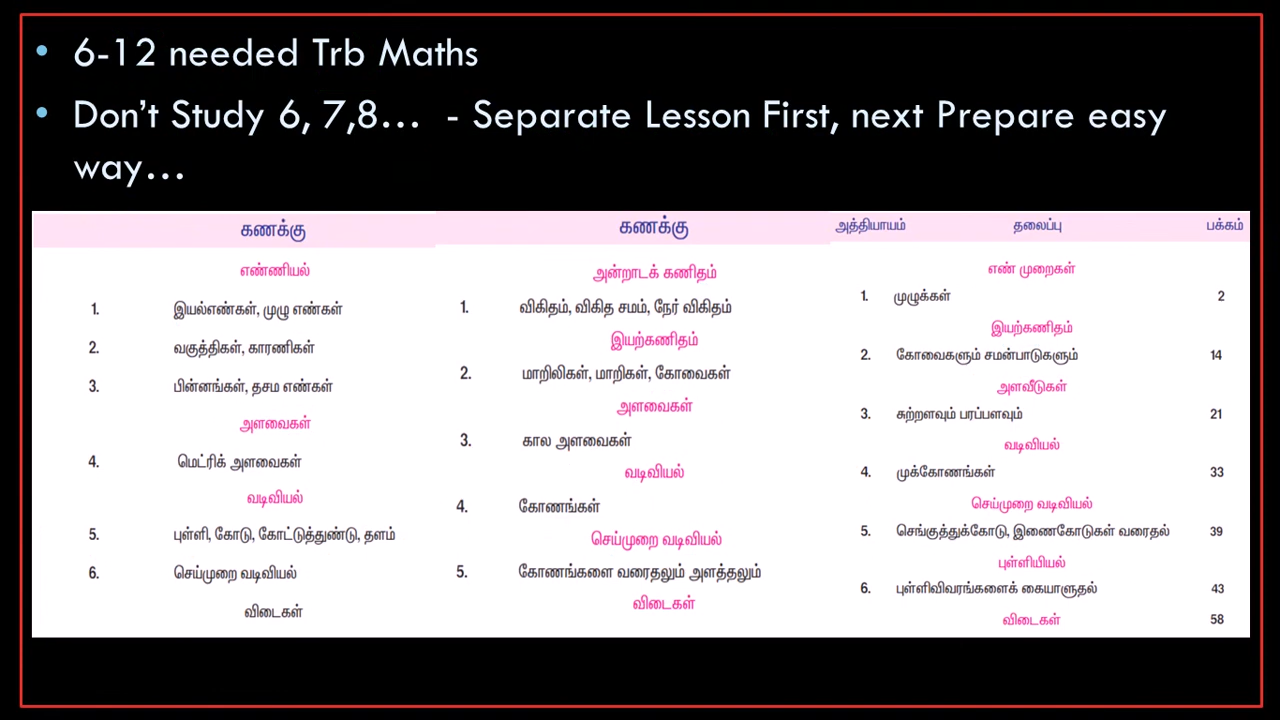 • 6-12 needed Trb Maths
• Don't Study 6, 7,8... - Separate Lesson First, next Prepare easy
way...
கணக்கு
எண்ணியல்
1. இயல்எண்கள், முழு எண்கள்
2. வகுத்திகள், காரணிகள்
3. பின்னங்கள், தசம எண்கள்
அளவைகள்
4. மெட்ரிக் அளவைகள்
வடிவியல்
5. புள்ளி, கோடு, கோட்டுத்துண்டு, தளம்
6. செய்முறை வடிவியல்
விடைகள்
கணக்கு
அன்றாடக் கணிதம்
1. விகிதம், விகித சமம், நேர் விகிதம்
இயற்கணிதம்
2. மாறிலிகள், மாறிகள், கோவைகள்
அளவைகள்
3. கால அளவைகள்
வடிவியல்
4. கோணங்கள்
செய்முறை வடிவியல்
5. கோணங்களை வரைதலும் அளத்தலும்
விடைகள்
அத்தியாயம் தலைப்பு பக்கம்
எண் முறைகள்
1. முழுக்கள் 2
இயற்கணிதம்
2. கோவைகளும் சமன்பாடுகளும் 14
அளவீடுகள்
3. சுற்றளவும் பரப்பளவும் 21
வடிவியல்
4. முக்கோணங்கள் 33
செய்முறை வடிவியல்
5. செங்குத்துக்கோடு, இணைகோடுகள் வரைதல் 39
புள்ளியியல்
6. புள்ளிவிவரங்களைக் கையாளுதல் 43
விடைகள் 58